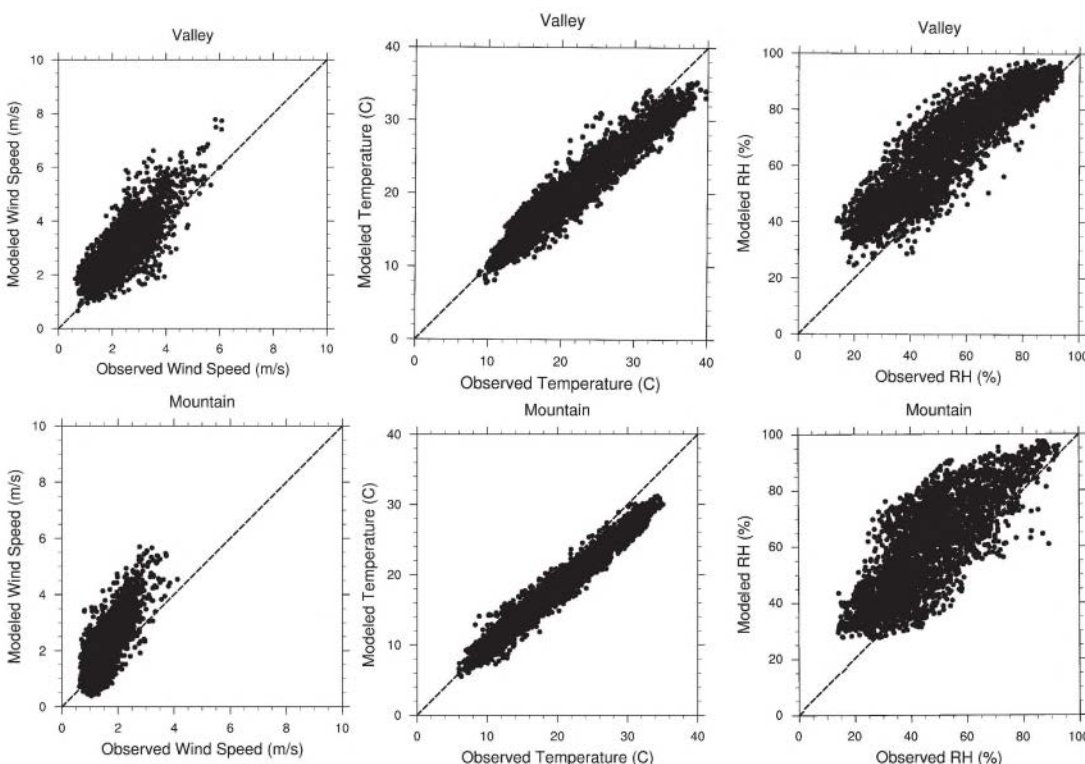 Valley
10
8
6
4
2
0
0 2 4 6 8 10
Modeled Wind Speed (m/s)
Observed Wind Speed (m/s)
Valley
40
30
20
10
0
0 10 20 30 40
Modeled Temperature (C)
Observed Temperature (C)
Valley
100
80
60
40
20
0
0 20 40 60 80 100
Modeled RH (%)
Observed RH (%)
Mountain
10
8
6
4
2
0
0 2 4 6 8 10
Modeled Wind Speed (m/s)
Observed Wind Speed (m/s)
Mountain
40
30
20
10
0
0 10 20 30 40
Modeled Temperature (C)
Observed Temperature (C)
Mountain
100
80
60
40
20
0
0 20 40 60 80 100
Modeled RH (%)
Observed RH (%)